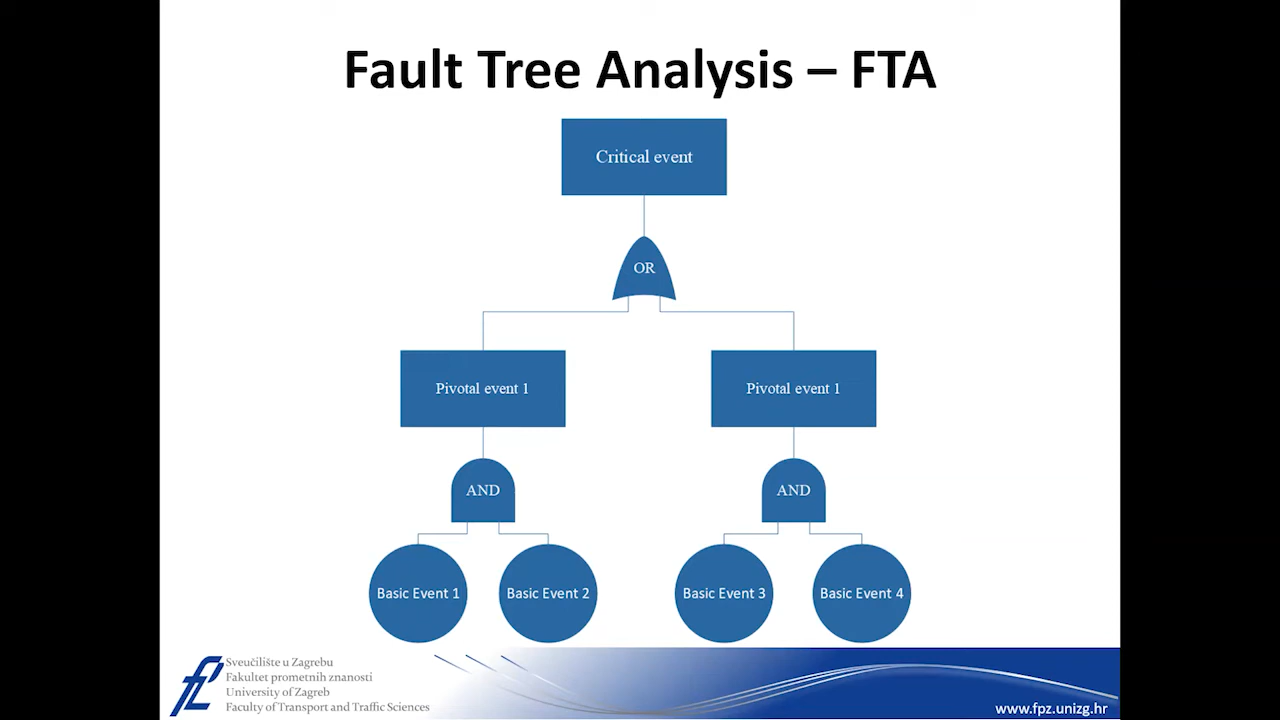 Fault Tree Analysis – FTA
Critical event
OR
Pivotal event 1
Pivotal event 1
AND
AND
Basic Event 1
Basic Event 2
Basic Event 3
Basic Event 4
Sveučilište u Zagrebu
Fakultet prometnih znanosti
University of Zagreb
Faculty of Transport and Traffic Sciences
www.fpz.unizg.hr